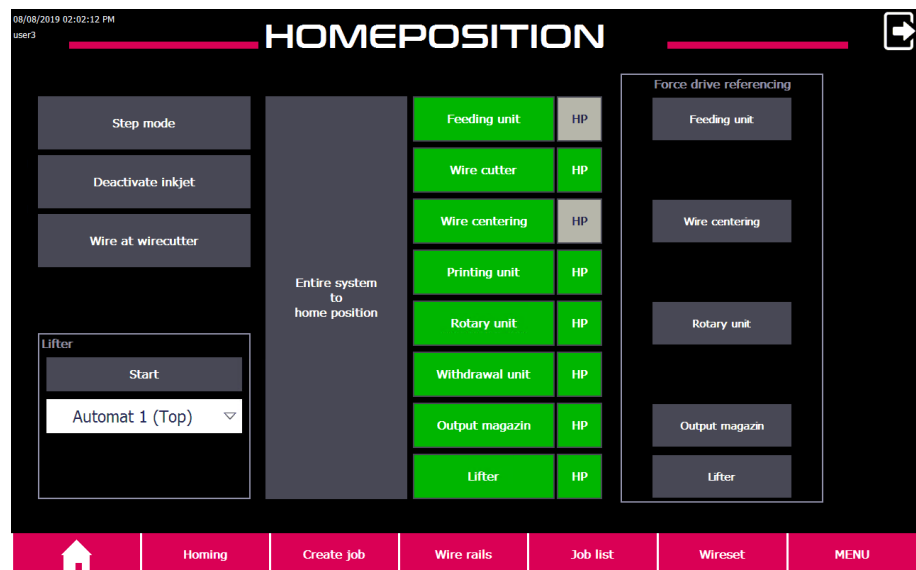 08/08/2019 02:02:12 PM
user3
HOMEPOSITION
Force drive referencing
Step mode
Feeding unit
HP
Feeding unit
Deactivate inkjet
Wire cutter
HP
Wire at wirecutter
Wire centering
HP
Wire centering
Entire system
to
home position
Printing unit
HP
Rotary unit
HP
Rotary unit
Lifter
Start
Withdrawal unit
HP
Automat 1 (Top)
Output magazin
HP
Output magazin
Lifter
HP
Lifter
Homing
Create job
Wire rails
Job list
Wireset
MENU